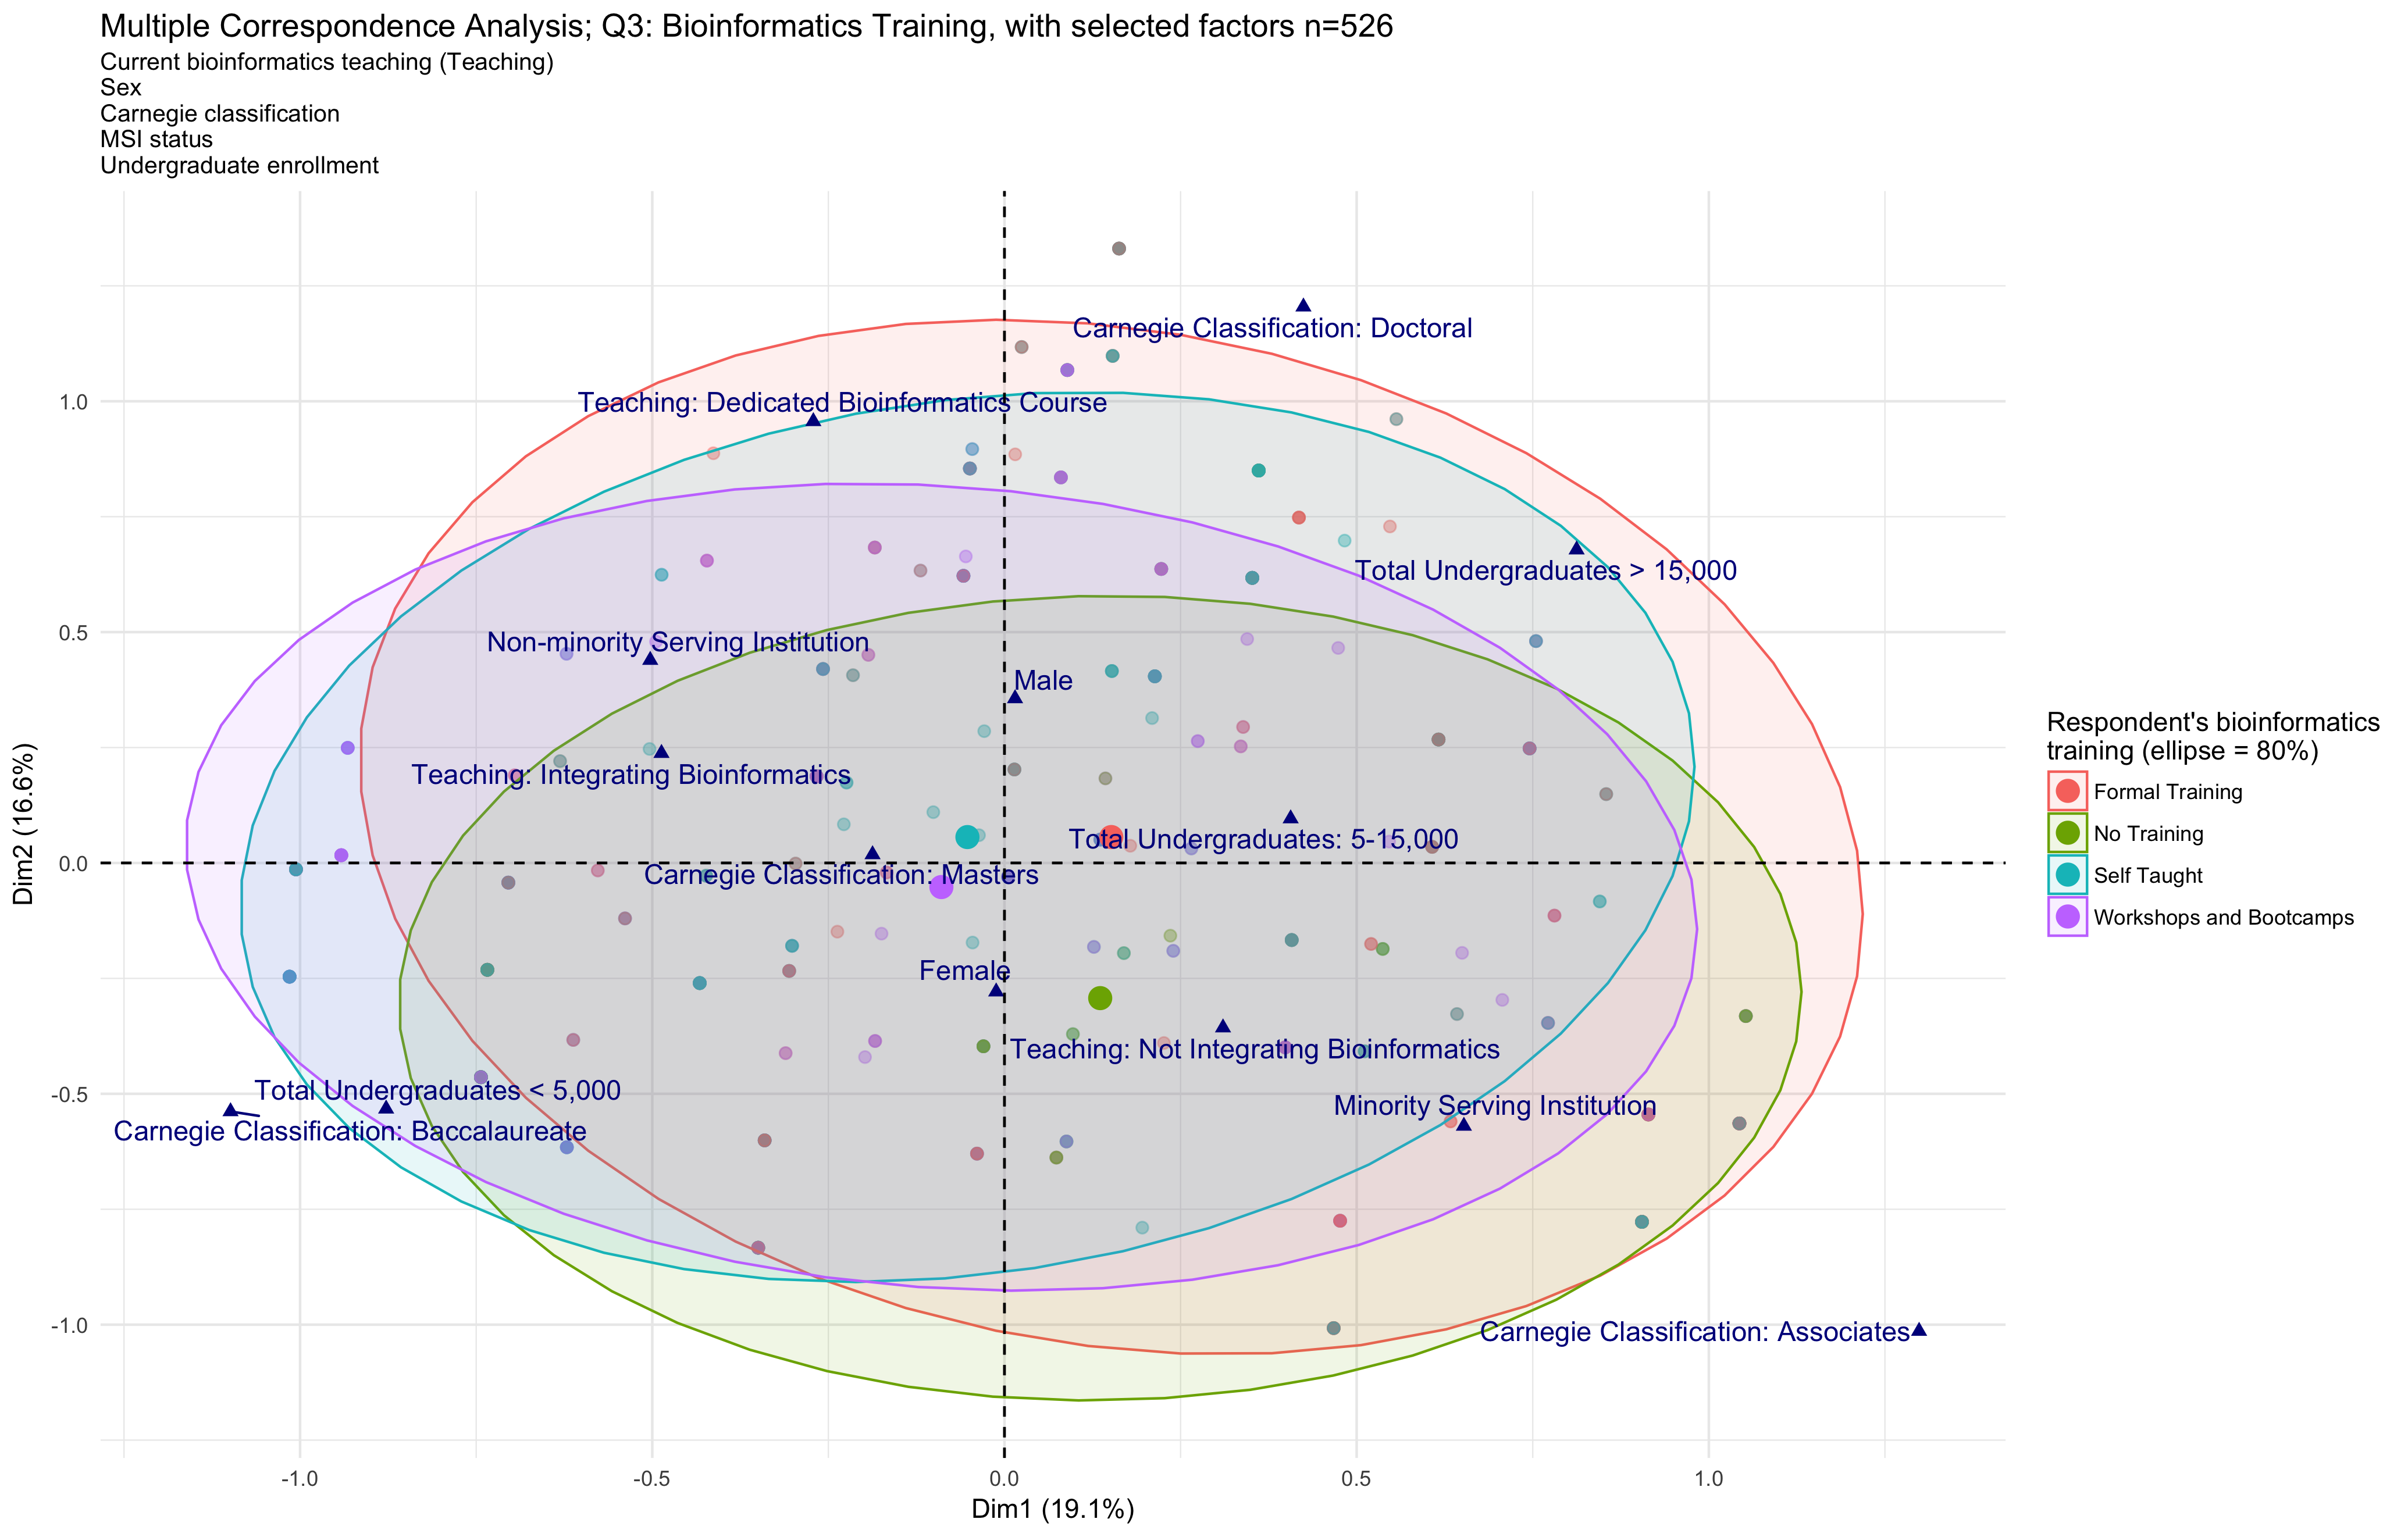 Multiple Correspondence Analysis; Q3: Bioinformatics Training, with selected factors n=526
Current bioinformatics teaching (Teaching)
Sex
Carnegie classification
MSI status
Undergraduate enrollment
Carnegie Classification: Doctoral
Teaching: Dedicated Bioinformatics Course
Total Undergraduates > 15,000
Non-minority Serving Institution
Male
Teaching: Integrating Bioinformatics
Total Undergraduates: 5-15,000
Carnegie Classification: Masters
Female
Teaching: Not Integrating Bioinformatics
Total Undergraduates < 5,000
Minority Serving Institution
Carnegie Classification: Baccalaureate
Carnegie Classification: Associates
1.0
0.5
0.0
-0.5
-1.0
Dim2 (16.6%)
-1.0
-0.5
0.0
0.5
1.0
Dim1 (19.1%)
Respondent's bioinformatics
training (ellipse = 80%)
Formal Training
No Training
Self Taught
Workshops and Bootcamps